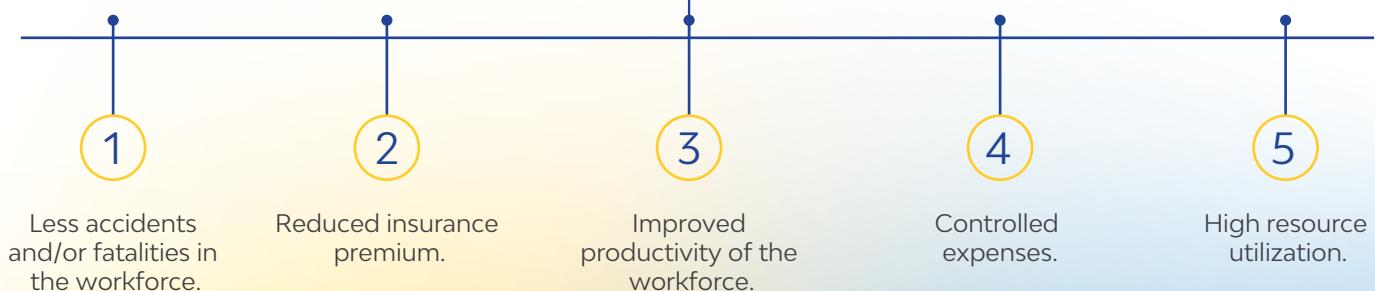 1
Less accidents
and/or fatalities in
the workforce.
2
Reduced insurance
premium.
3
Improved
productivity of the
workforce.
4
Controlled
expenses.
5
High resource
utilization.